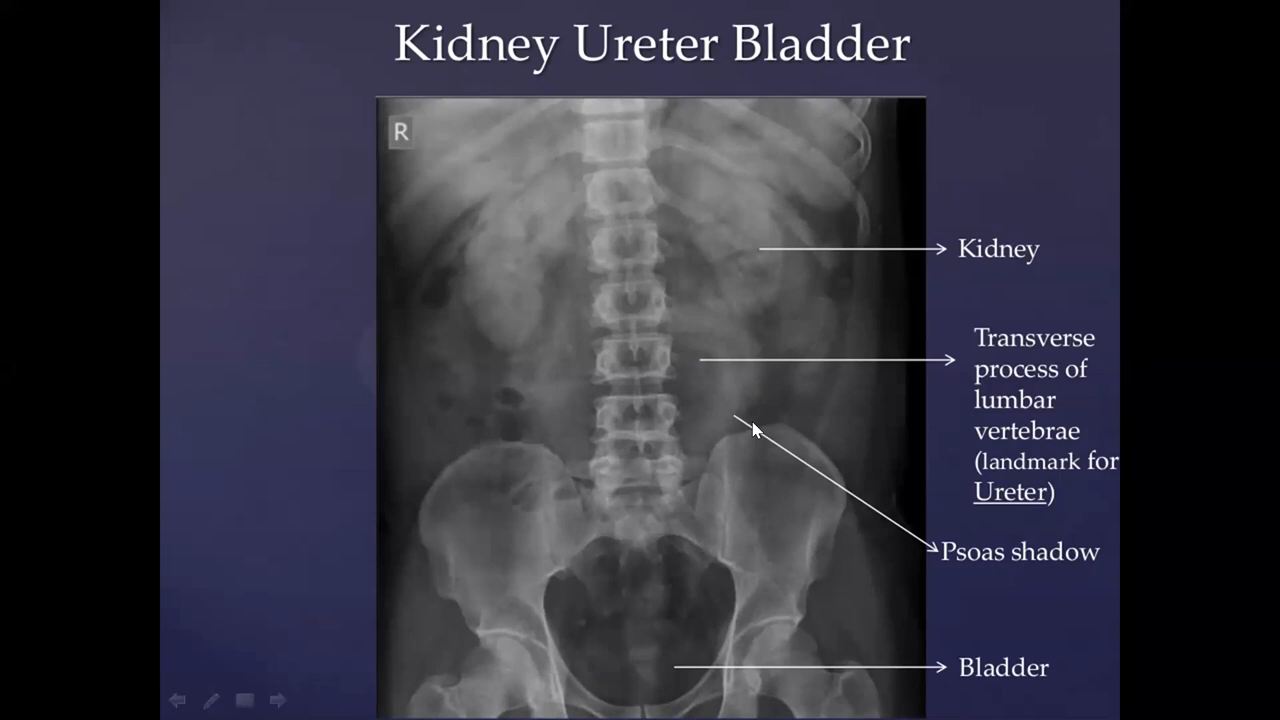 Kidney Ureter Bladder
R
Kidney
Transverse
process of
lumbar
vertebrae
(landmark for
Ureter)
Psoas shadow
Bladder